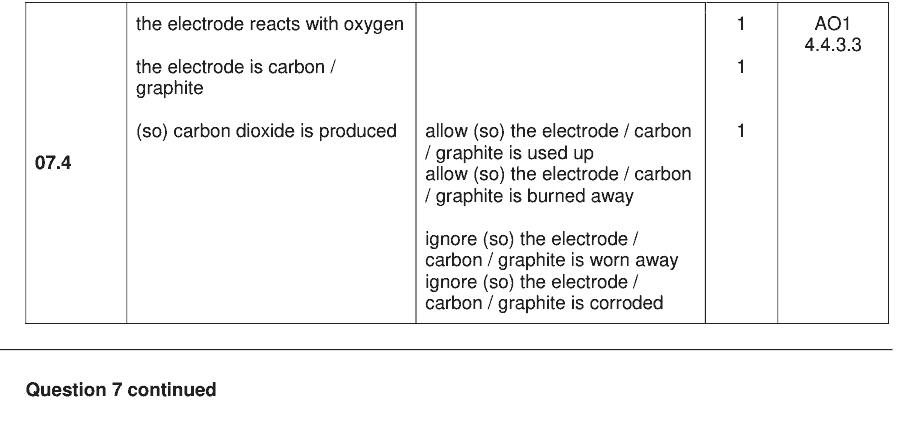 the electrode reacts with oxygen 1 AO1
4.4.3.3
the electrode is carbon / 1
graphite
(so) carbon dioxide is produced allow (so) the electrode / carbon 1
/ graphite is used up
07.4
allow (so) the electrode / carbon
/ graphite is burned away
ignore (so) the electrode /
carbon / graphite is worn away
ignore (so) the electrode /
carbon / graphite is corroded
Question 7 continued